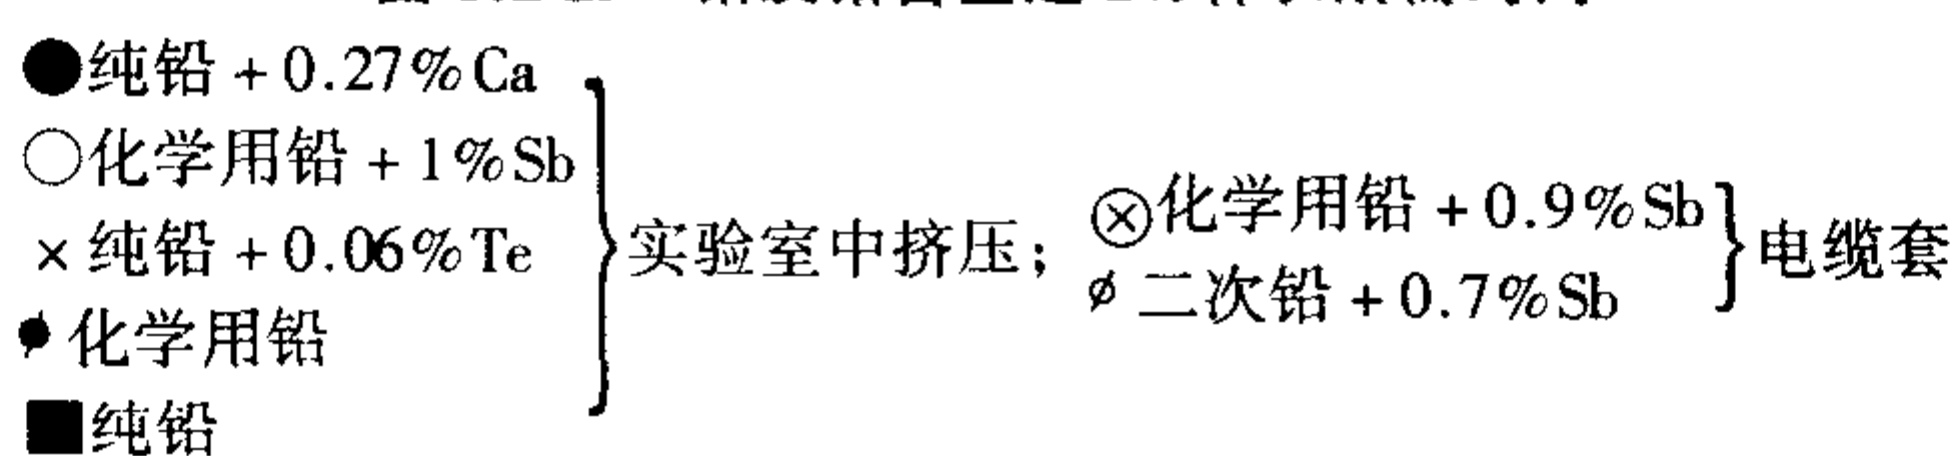 ●纯铅 + 0.27%Ca
○化学用铅 + 1%Sb
× 纯铅 + 0.06%Te
化学用铅
■纯铅
实验室中挤压;
⊗化学用铅 + 0.9%Sb
ϕ 二次铅 + 0.7%Sb
电缆套